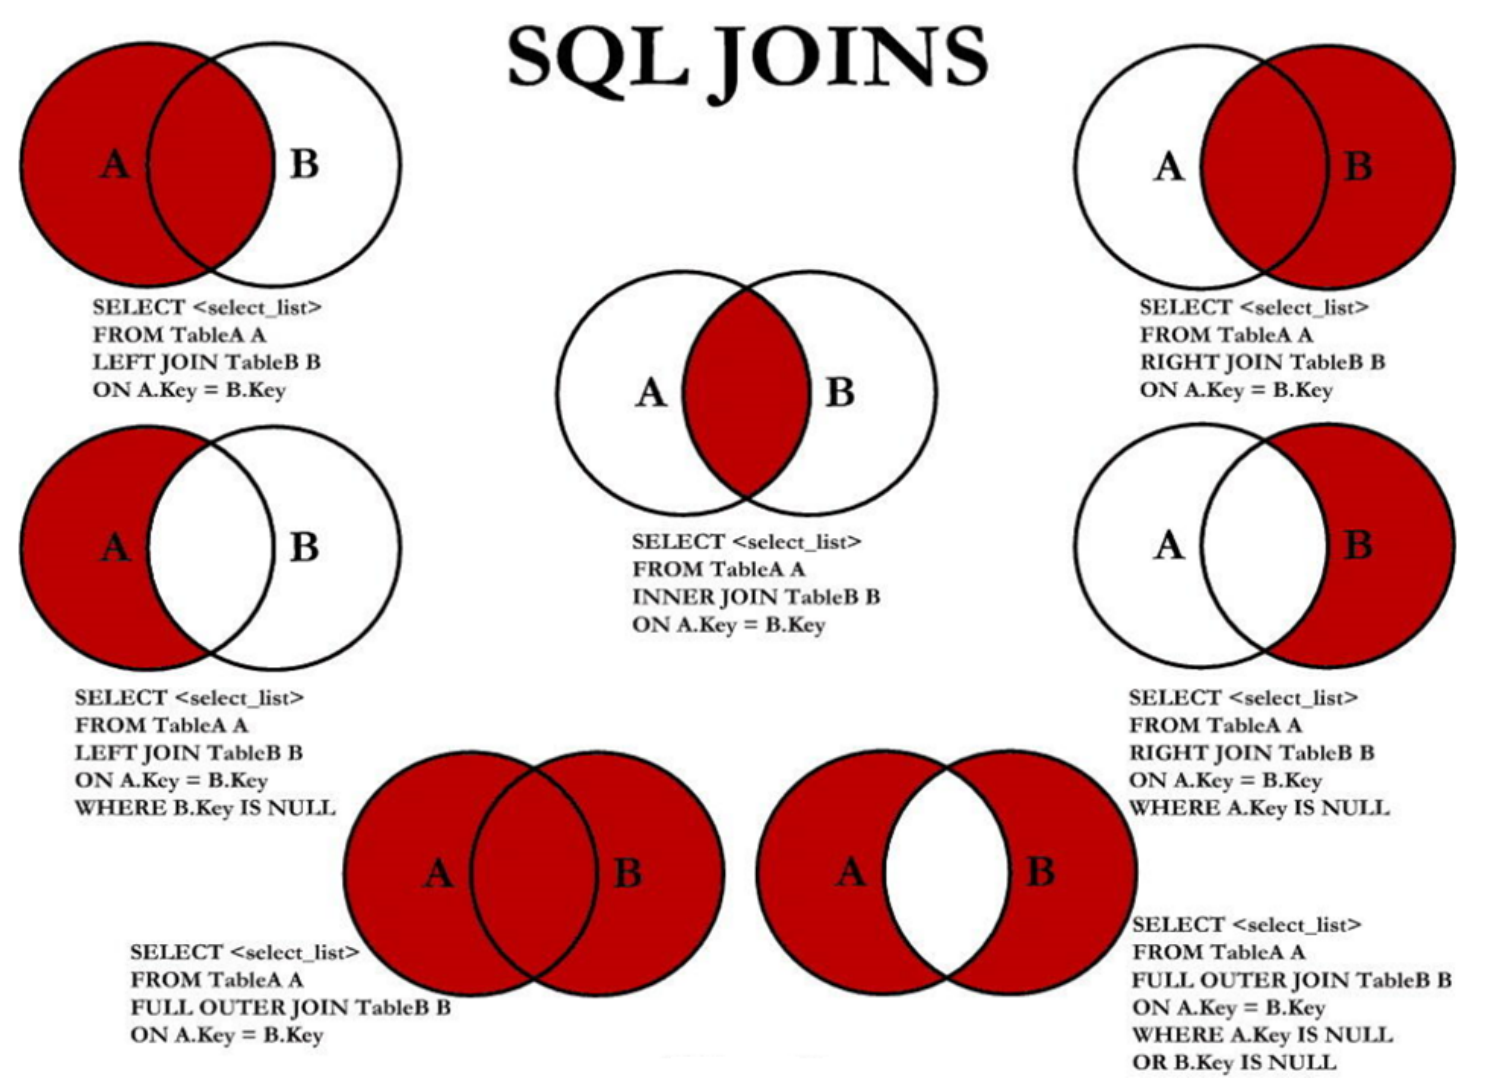 SQL JOINS
A B
SELECT <select_list>
FROM TableA A
LEFT JOIN TableB B
ON A.Key = B.Key
A B
SELECT <select_list>
FROM TableA A
RIGHT JOIN TableB B
ON A.Key = B.Key
A B
SELECT <select_list>
FROM TableA A
INNER JOIN TableB B
ON A.Key = B.Key
A B
SELECT <select_list>
FROM TableA A
LEFT JOIN TableB B
ON A.Key = B.Key
WHERE B.Key IS NULL
A B
SELECT <select_list>
FROM TableA A
RIGHT JOIN TableB B
ON A.Key = B.Key
WHERE A.Key IS NULL
A B
SELECT <select_list>
FROM TableA A
FULL OUTER JOIN TableB B
ON A.Key = B.Key
A B
SELECT <select_list>
FROM TableA A
FULL OUTER JOIN TableB B
ON A.Key = B.Key
WHERE A.Key IS NULL
OR B.Key IS NULL